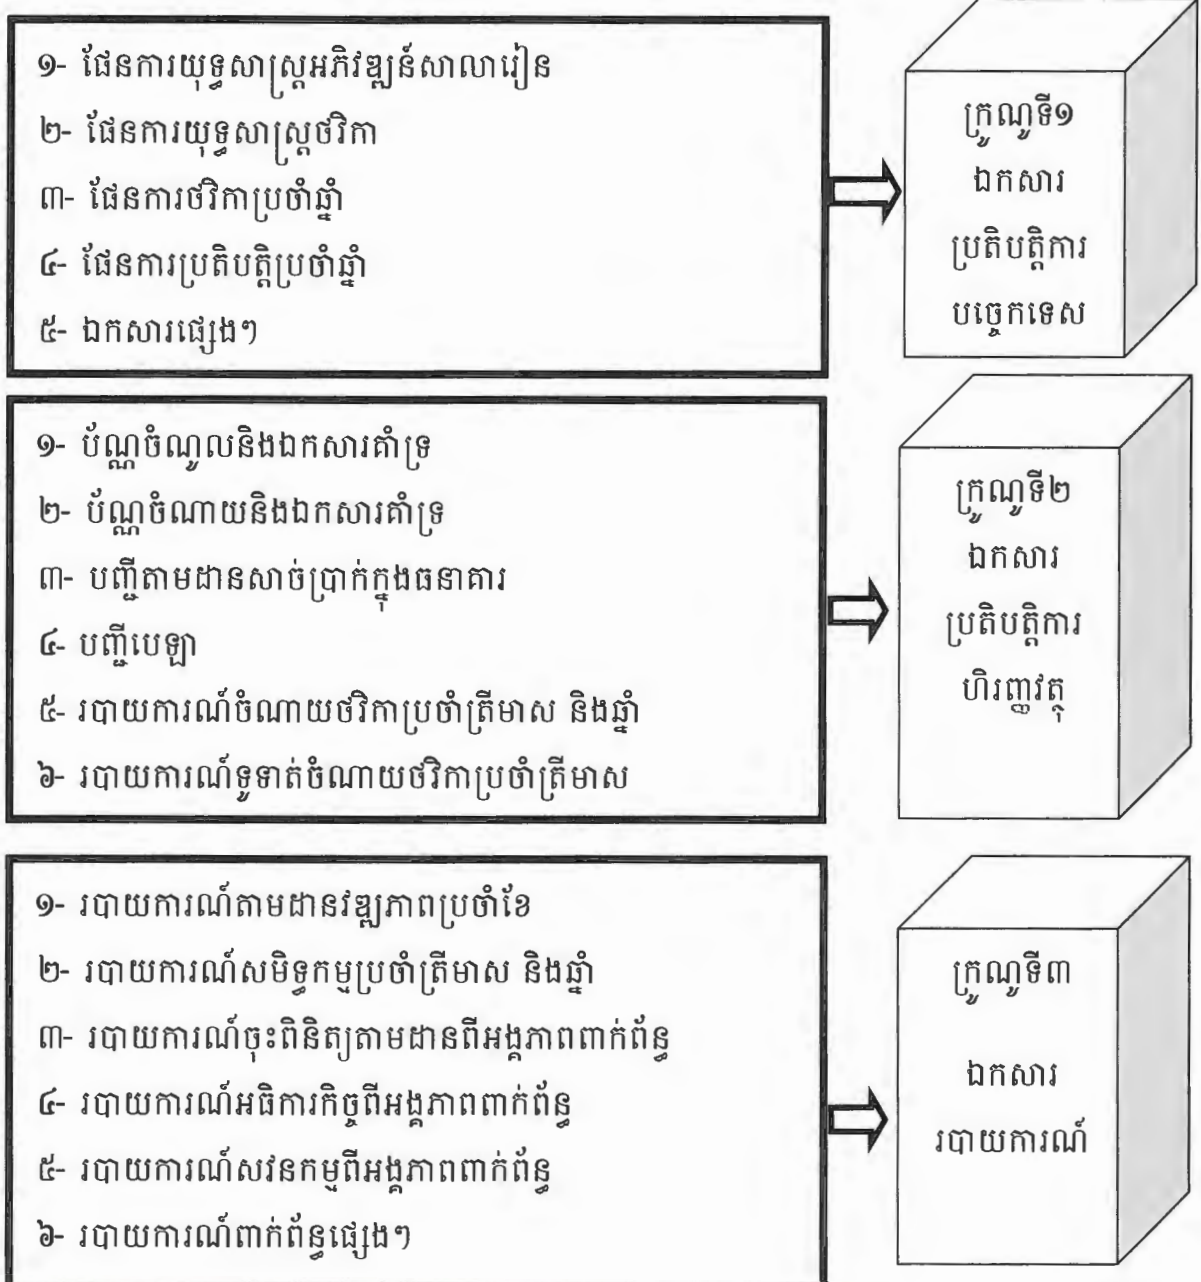 ១- ផែនការយុទ្ធសាស្ត្រអភិវឌ្ឍន៍សាលារៀន
២- ផែនការយុទ្ធសាស្ត្រថវិកា
៣- ផែនការថវិកាប្រចាំឆ្នាំ
៤- ផែនការប្រតិបត្តិប្រចាំឆ្នាំ
៥- ឯកសារផ្សេងៗ
ក្រូណូទី១
ឯកសារ
ប្រតិបត្តិការ
បច្ចេកទេស
១- ប័ណ្ណចំណូលនិងឯកសារគាំទ្រ
២- ប័ណ្ណចំណាយនិងឯកសារគាំទ្រ
៣- បញ្ជីតាមដានសាច់ប្រាក់ក្នុងធនាគារ
៤- បញ្ជីបេឡា
៥- របាយការណ៍ចំណាយថវិកាប្រចាំត្រីមាស និងឆ្នាំ
៦- របាយការណ៍ទូទាត់ចំណាយថវិកាប្រចាំត្រីមាស
ក្រូណូទី២
ឯកសារ
ប្រតិបត្តិការ
ហិរញ្ញវត្ថុ
១- របាយការណ៍តាមដានវឌ្ឍភាពប្រចាំខែ
២- របាយការណ៍សមិទ្ធកម្មប្រចាំត្រីមាស និងឆ្នាំ
៣- របាយការណ៍ចុះពិនិត្យតាមដានពីអង្គភាពពាក់ព័ន្ធ
៤- របាយការណ៍អធិការកិច្ចពីអង្គភាពពាក់ព័ន្ធ
៥- របាយការណ៍សវនកម្មពីអង្គភាពពាក់ព័ន្ធ
៦- របាយការណ៍ពាក់ព័ន្ធផ្សេងៗ
ក្រូណូទី៣
ឯកសារ
របាយការណ៍